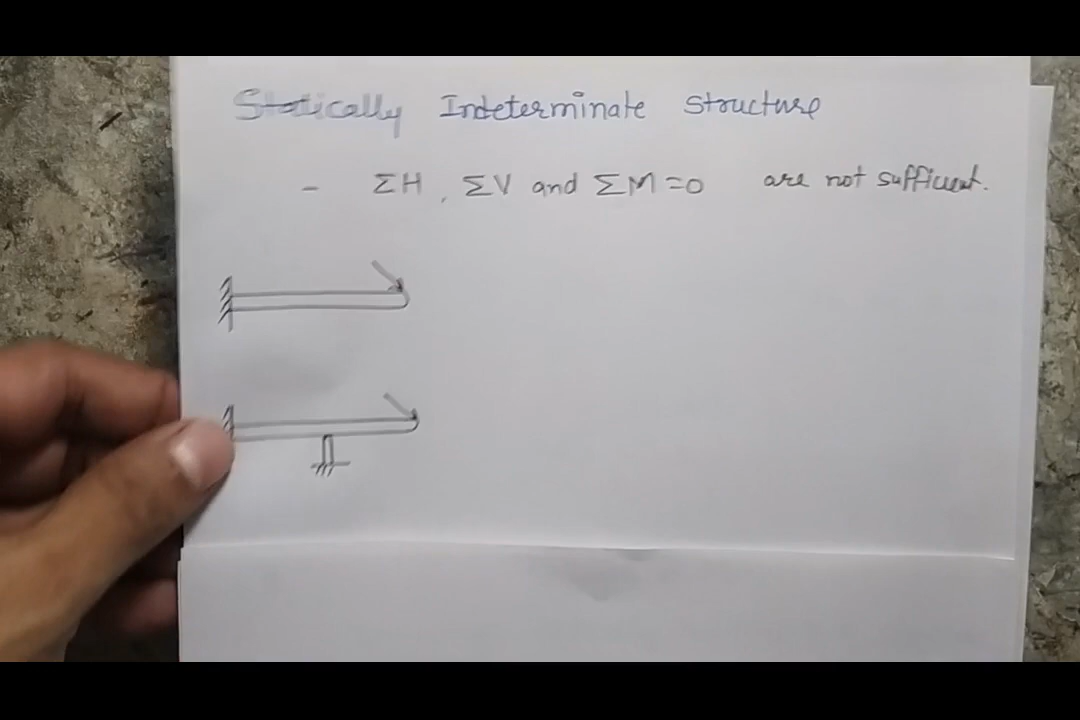 Statically Indeterminate Structure
- ΣH, ΣV and ΣM=0 are not sufficient.